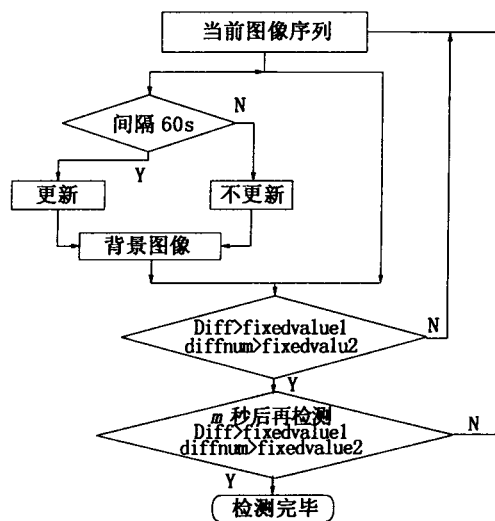 当前图像序列
间隔 60s
N
Y
更新
不更新
背景图像
Diff>fixedvalue1
diffnum>fixedvalu2
N
Y
m 秒后再检测
Diff>fixedvalue1
diffnum>fixedvalue2
N
Y
检测完毕